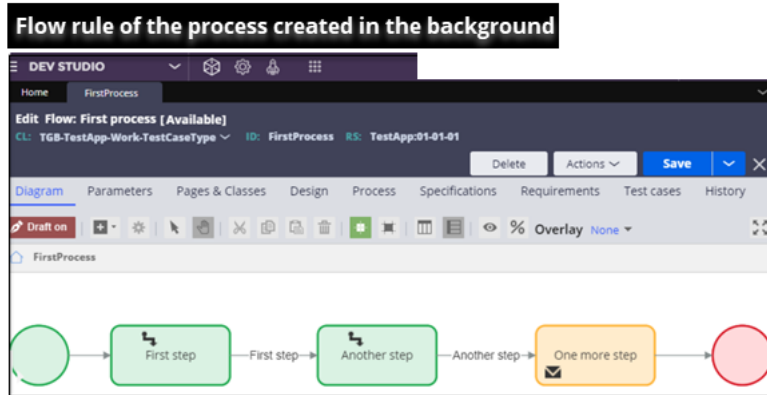 Flow rule of the process created in the background
DEV STUDIO
Home FirstProcess
Edit Flow: First process [Available]
CL: TGB-TestApp-Work-TestCaseType ID: FirstProcess RS: TestApp:01-01-01
Delete Actions Save
Diagram Parameters Pages & Classes Design Process Specifications Requirements Test cases History
Draft on % Overlay None
FirstProcess
First step First step Another step Another step One more step